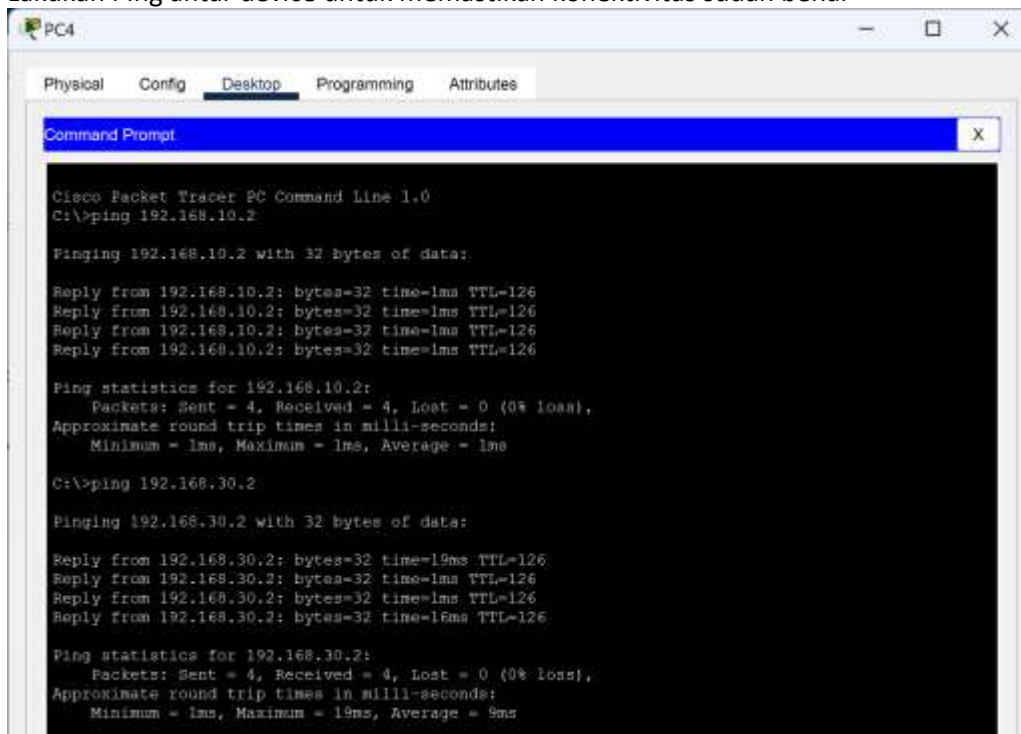 Lakukan Ping antar device untuk memastikan konektivitas sudah benar
PC4
Physical Config Desktop Programming Attributes
Command Prompt X
Cisco Packet Tracer PC Command Line 1.0
C:\>ping 192.168.10.2
Pinging 192.168.10.2 with 32 bytes of data:
Reply from 192.168.10.2: bytes=32 time=1ms TTL=126
Reply from 192.168.10.2: bytes=32 time=1ms TTL=126
Reply from 192.168.10.2: bytes=32 time=1ms TTL=126
Reply from 192.168.10.2: bytes=32 time=1ms TTL=126
Ping statistics for 192.168.10.2:
Packets: Sent = 4, Received = 4, Lost = 0 (0% loss),
Approximate round trip times in milli-seconds:
Minimum = 1ms, Maximum = 1ms, Average = 1ms
C:\>ping 192.168.30.2
Pinging 192.168.30.2 with 32 bytes of data:
Reply from 192.168.30.2: bytes=32 time=19ms TTL=126
Reply from 192.168.30.2: bytes=32 time=1ms TTL=126
Reply from 192.168.30.2: bytes=32 time=1ms TTL=126
Reply from 192.168.30.2: bytes=32 time=16ms TTL=126
Ping statistics for 192.168.30.2:
Packets: Sent = 4, Received = 4, Lost = 0 (0% loss),
Approximate round trip times in milli-seconds:
Minimum = 1ms, Maximum = 19ms, Average = 9ms